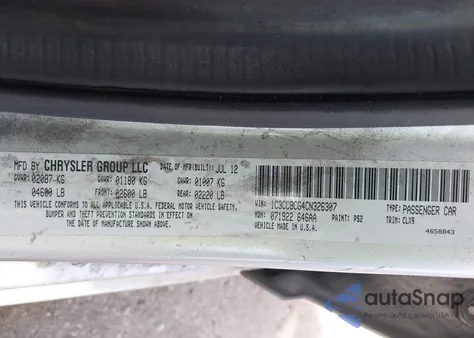 MFD BY CHRYSLER GROUP LLC DATE OF MFR(BUILT): JUL 12
GVWR: 02087 KG GAWR: 01180 KG GAWR: 01007 KG
04600 LB FRONT: 02600 LB REAR: 02220 LB
THIS VEHICLE CONFORMS TO ALL APPLICABLE U.S.A. FEDERAL MOTOR VEHICLE SAFETY,
BUMPER AND THEFT PREVENTION STANDARDS IN EFFECT ON
THE DATE OF MANUFACTURE SHOWN ABOVE.
VIN: 1C3CCBCG4CN326307 TYPE: PASSENGER CAR
MDH: 071922 646AA PAINT: PS2 TRIM: CLX9
VEHICLE MADE IN U.S.A. 4658843
autoSnap